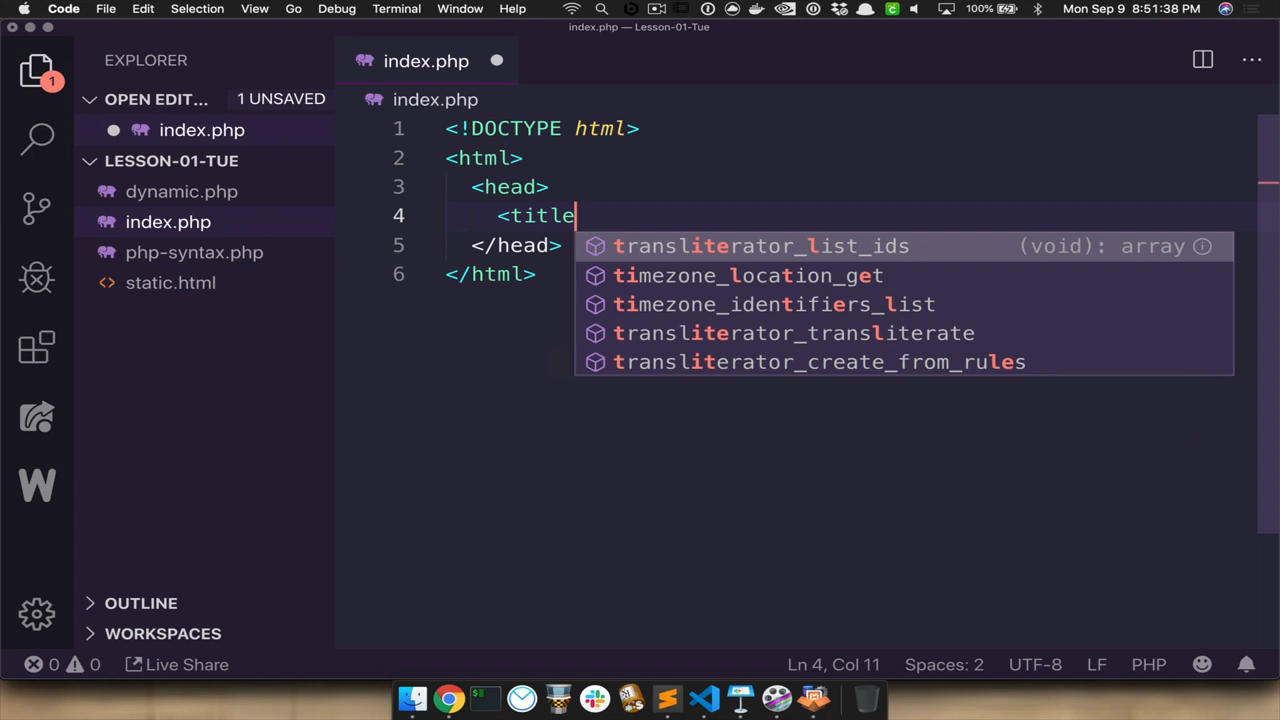 Code File Edit Selection View Go Debug Terminal Window Help 100% Mon Sep 9 8:51:38 PM
index.php — Lesson-01-Tue
EXPLORER
1
OPEN EDIT... 1 UNSAVED
index.php
LESSON-01-TUE
dynamic.php
index.php
php-syntax.php
static.html
OUTLINE
WORKSPACES
index.php
index.php
1 <!DOCTYPE html>
2 <html>
3 <head>
4 <title
5 </head>
6 </html>
transliterator_list_ids (void): array
timezone_location_get
timezone_identifiers_list
transliterator_transliterate
transliterator_create_from_rules
W
0 0 Live Share Ln 4, Col 11 Spaces: 2 UTF-8 LF PHP